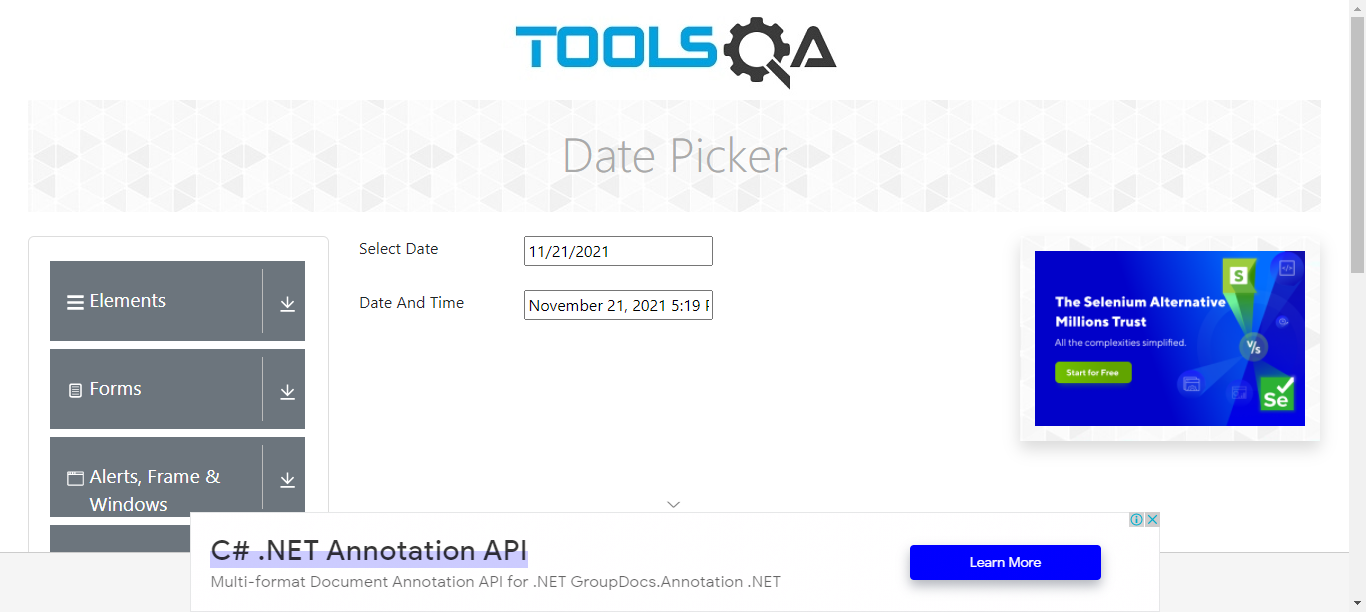 TOOLSQA
Date Picker
Elements
Forms
Alerts, Frame &
Windows
Select Date
11/21/2021
Date And Time
November 21, 2021 5:19
The Selenium Alternative
Millions Trust
All the complexities simplified.
Start for Free
S
V/s
Se
C# .NET Annotation API
Multi-format Document Annotation API for .NET GroupDocs.Annotation .NET
Learn More